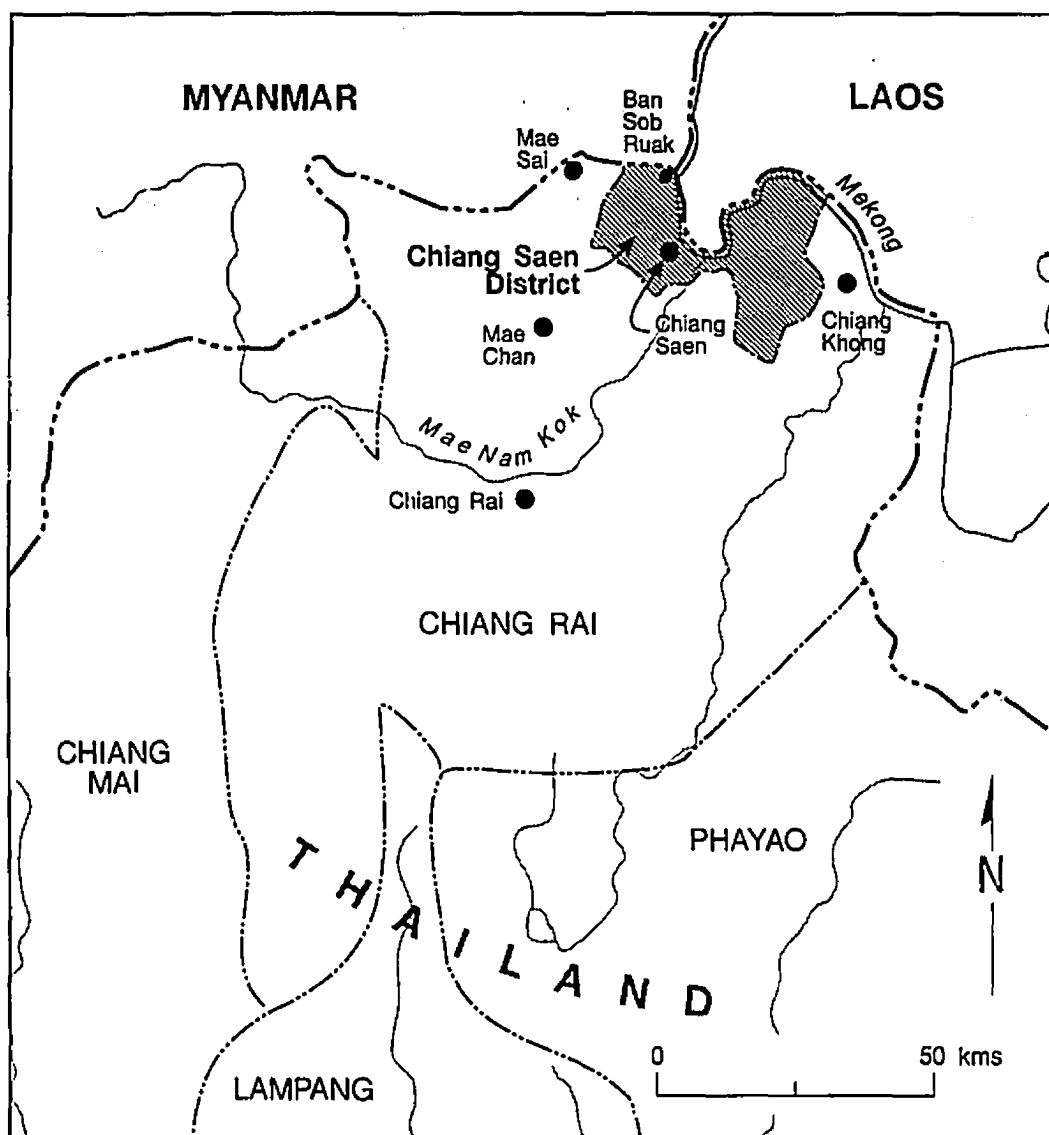 MYANMAR
LAOS
Ban
Sob
Ruak
Mae
Sai
Mekong
Chiang Saen
District
Chiang
Saen
Chiang
Khong
Mae
Chan
Mae Nam Kok
Chiang Rai
CHIANG RAI
CHIANG
MAI
PHAYAO
THAILAND
N
LAMPANG
0
50 kms